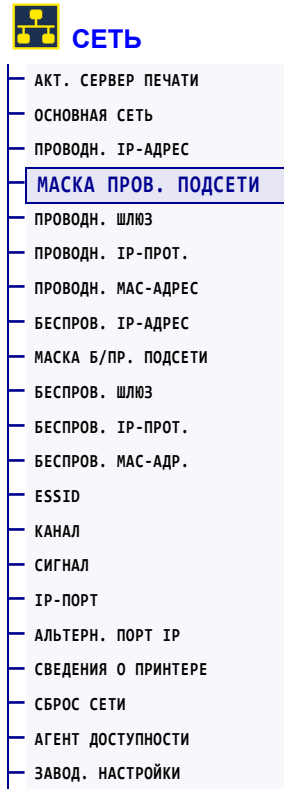 СЕТЬ
АКТ. СЕРВЕР ПЕЧАТИ
ОСНОВНАЯ СЕТЬ
ПРОВОДН. IP-АДРЕС
МАСКА ПРОВ. ПОДСЕТИ
ПРОВОДН. ШЛЮЗ
ПРОВОДН. IP-ПРОТ.
ПРОВОДН. MAC-АДРЕС
БЕСПРОВ. IP-АДРЕС
МАСКА Б/ПР. ПОДСЕТИ
БЕСПРОВ. ШЛЮЗ
БЕСПРОВ. IP-ПРОТ.
БЕСПРОВ. MAC-АДР.
ESSID
КАНАЛ
СИГНАЛ
IP-ПОРТ
АЛЬТЕРН. ПОРТ IP
СВЕДЕНИЯ О ПРИНТЕРЕ
СБРОС СЕТИ
АГЕНТ ДОСТУПНОСТИ
ЗАВОД. НАСТРОЙКИ